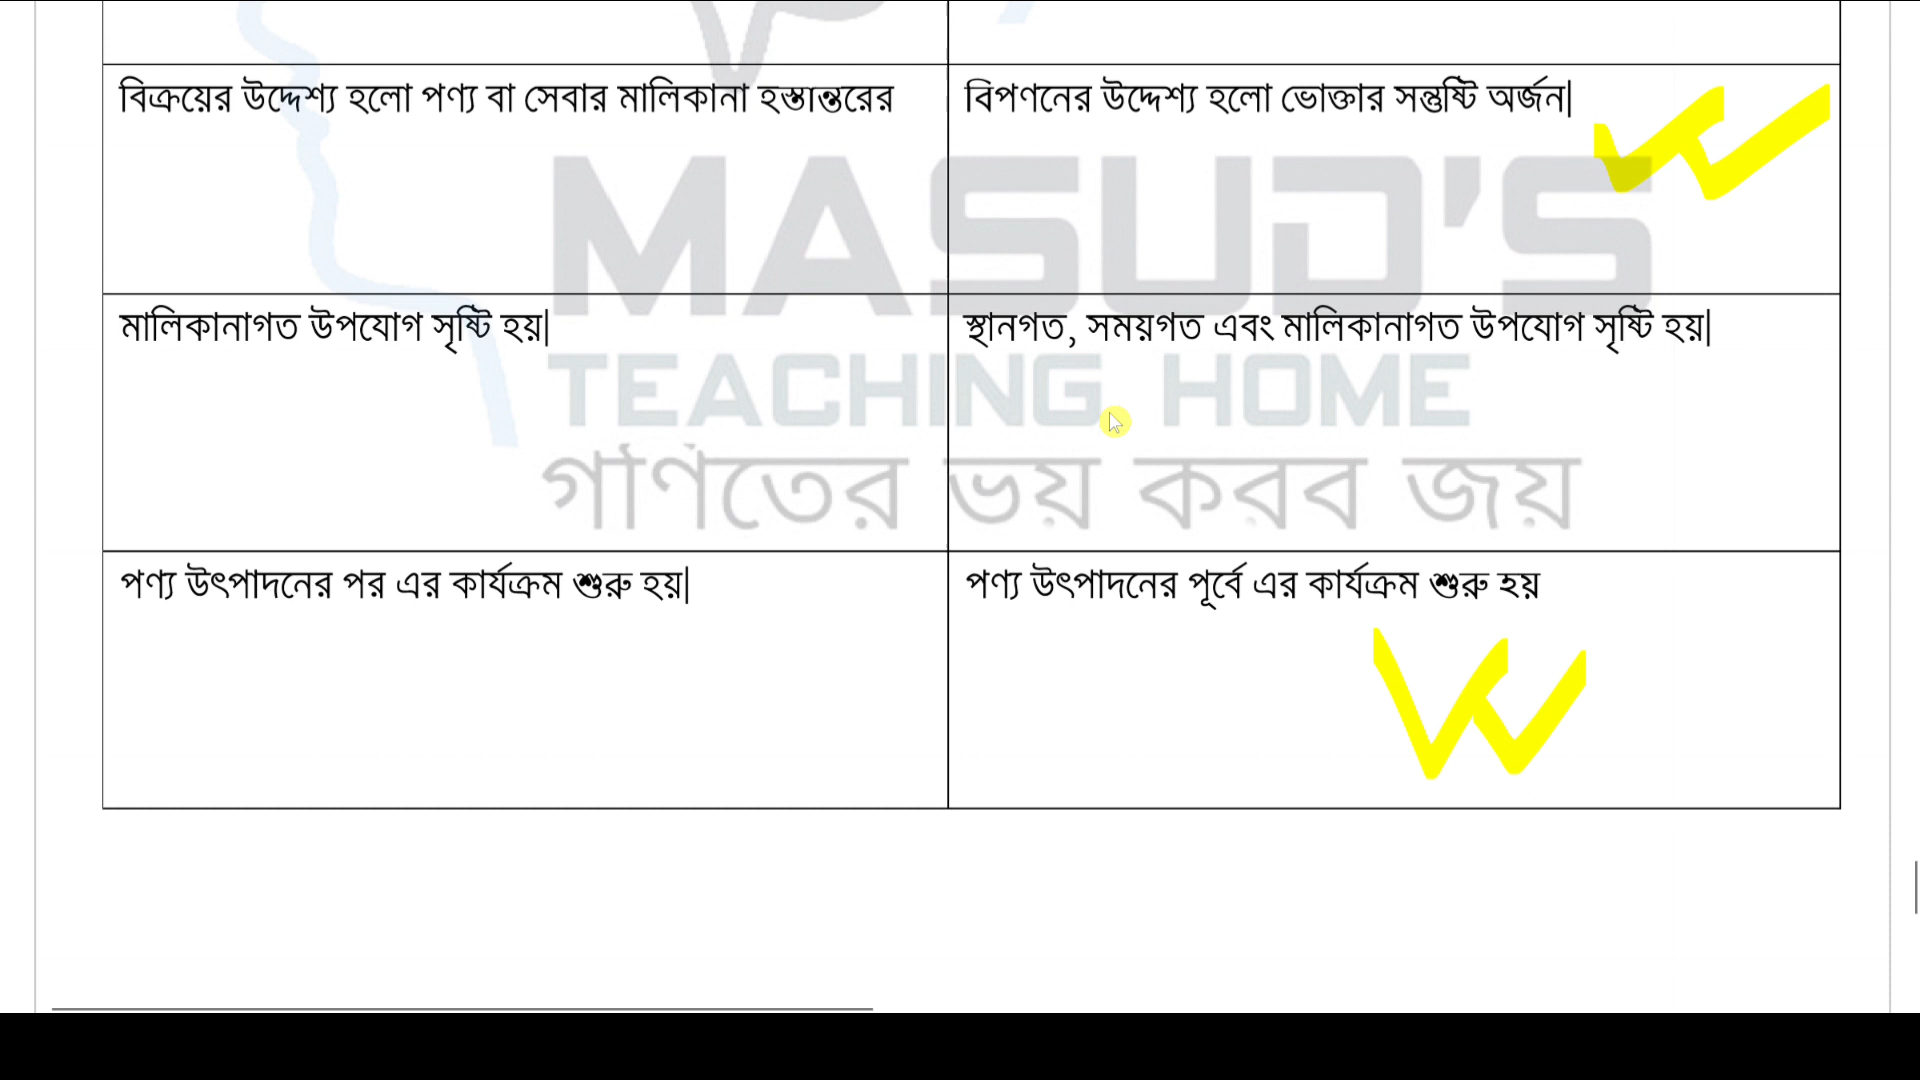 বিক্রয়ের উদ্দেশ্য হলো পণ্য বা সেবার মালিকানা হস্তান্তরের
বিপণনের উদ্দেশ্য হলো ভোক্তার সন্তুষ্টি অর্জন|
MASUD'S
মালিকানাগত উপযোগ সৃষ্টি হয়|
স্থানগত, সময়গত এবং মালিকানাগত উপযোগ সৃষ্টি হয়|
TEACHING HOME
গণিতের ভয় করব জয়
পণ্য উৎপাদনের পর এর কার্যক্রম শুরু হয়|
পণ্য উৎপাদনের পূর্বে এর কার্যক্রম শুরু হয়